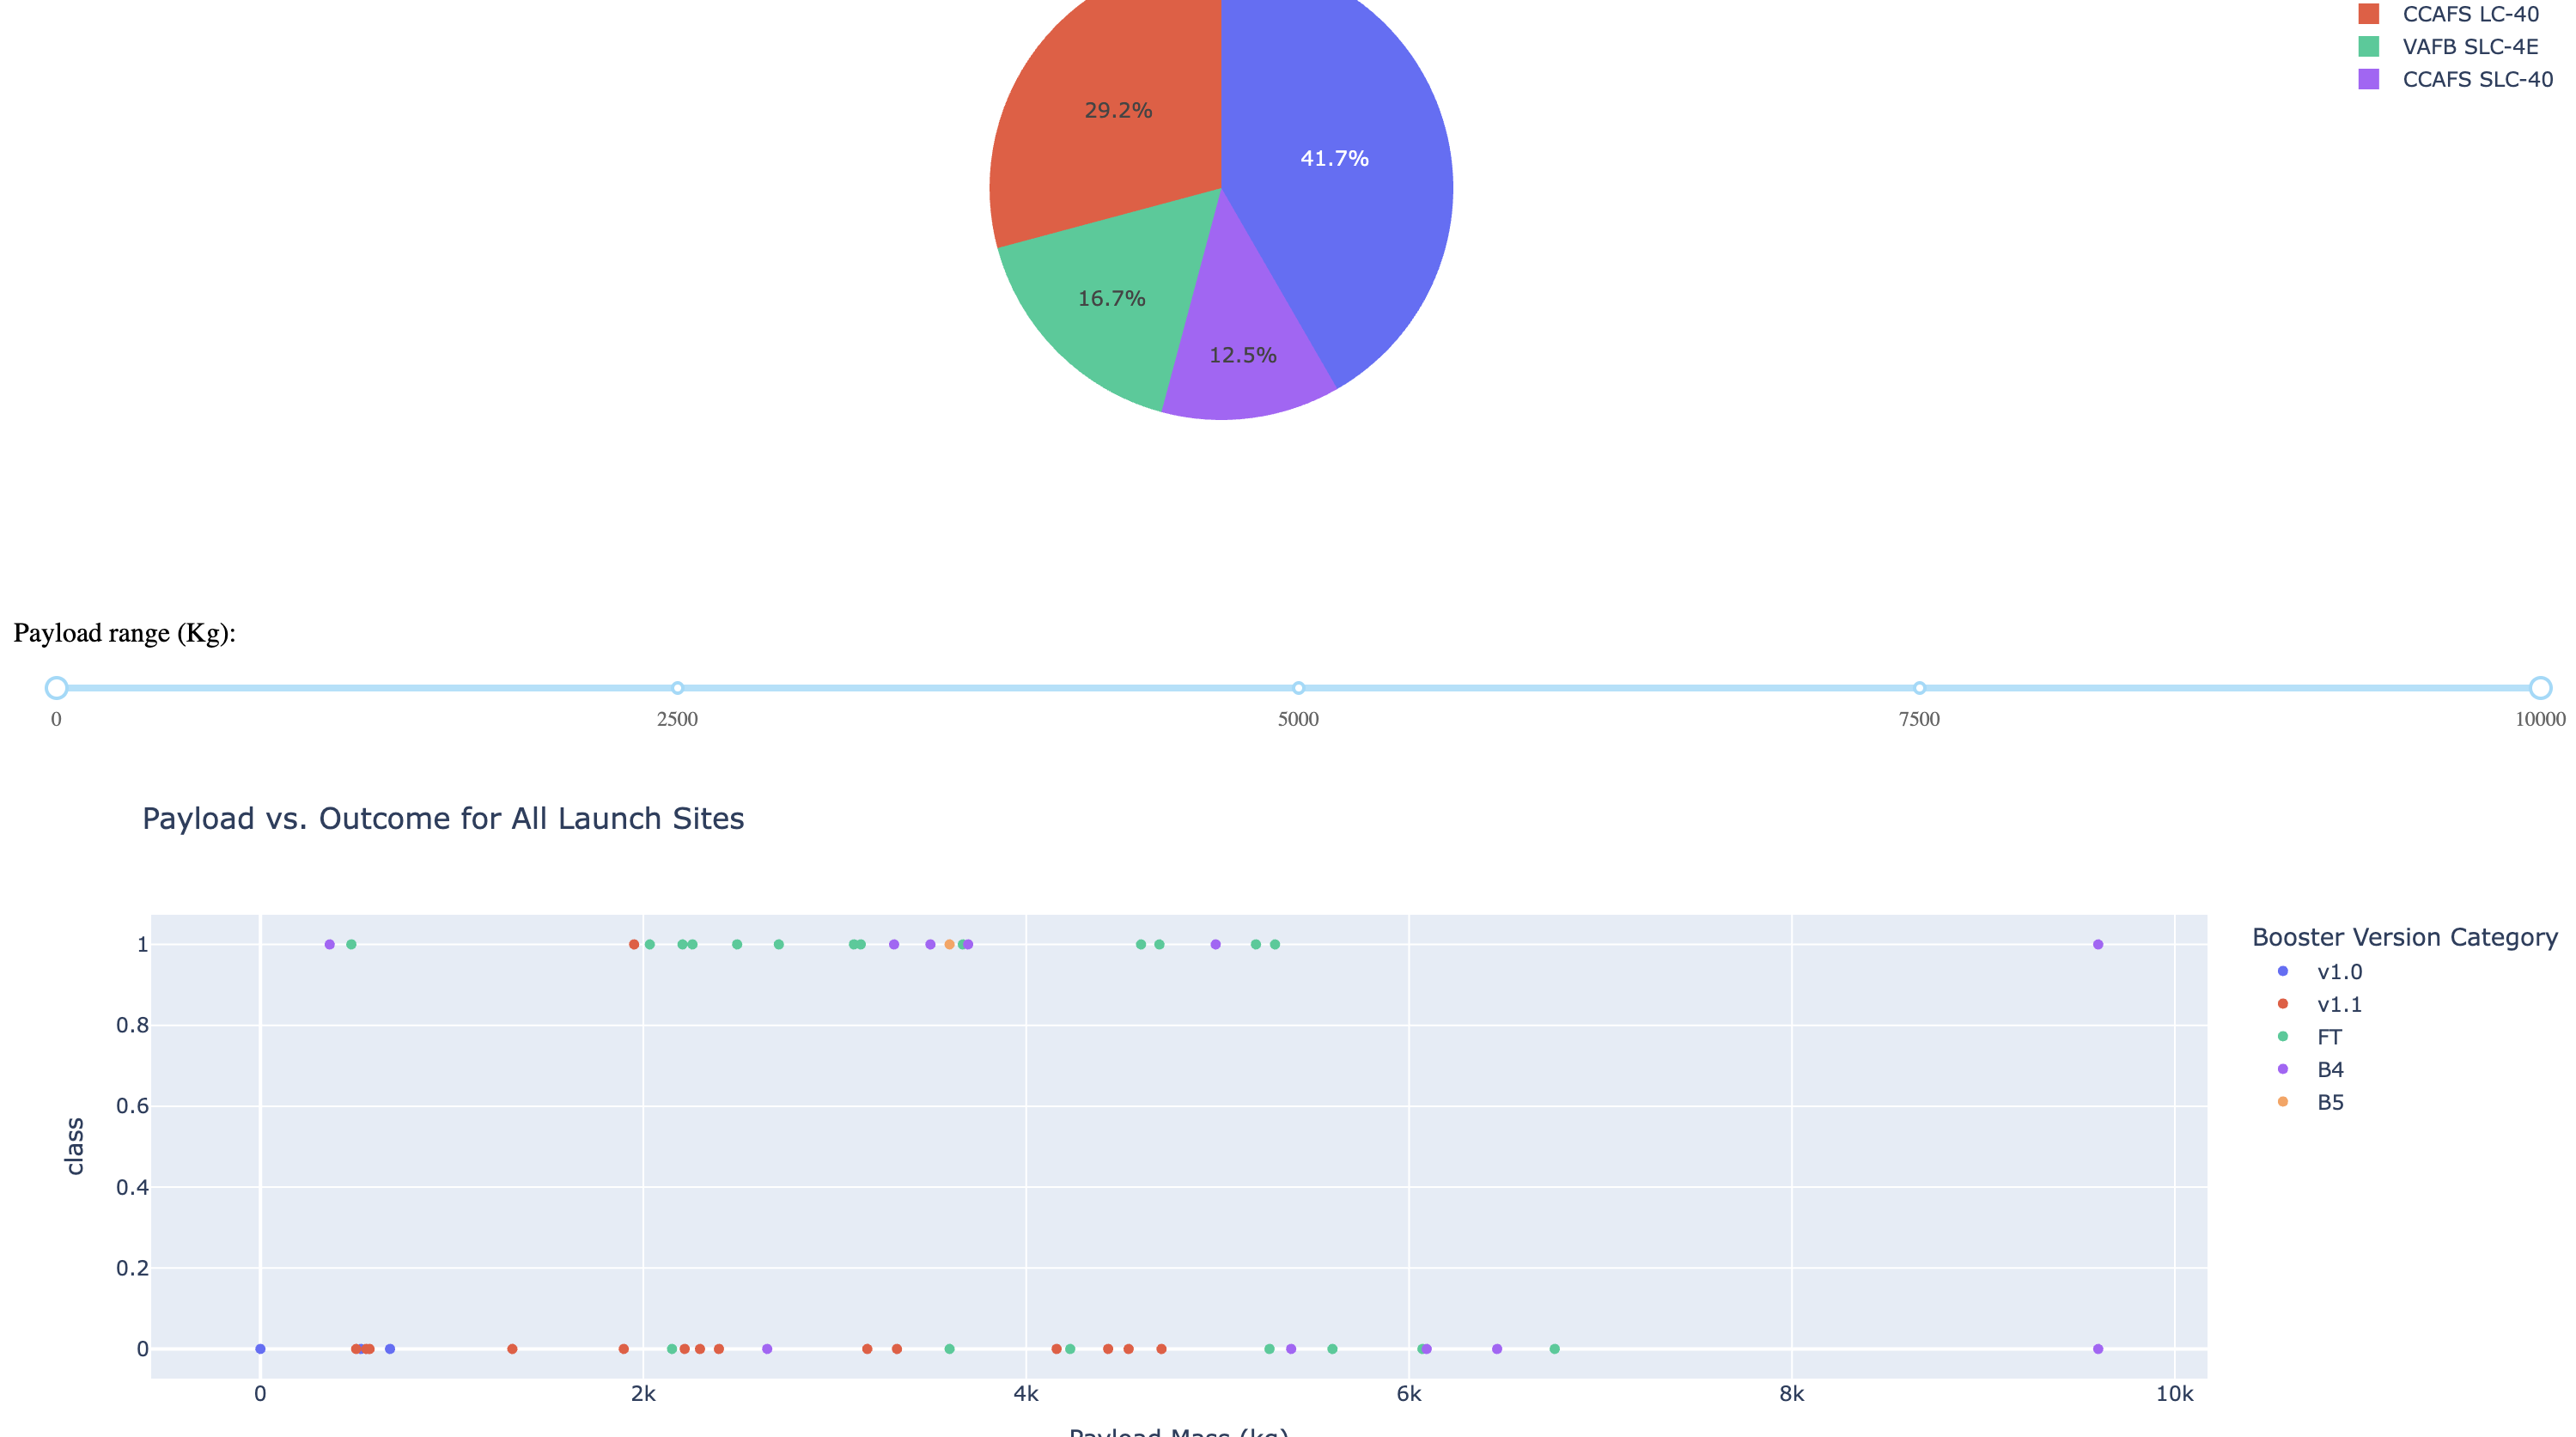 CCAFS LC-40
VAFB SLC-4E
CCAFS SLC-40
29.2%
41.7%
16.7%
12.5%
Payload range (Kg):
0 2500 5000 7500 10000
Payload vs. Outcome for All Launch Sites
Booster Version Category
v1.0
v1.1
FT
B4
B5
class
1
0.8
0.6
0.4
0.2
0
0 2k 4k 6k 8k 10k
Payload Mass (kg)